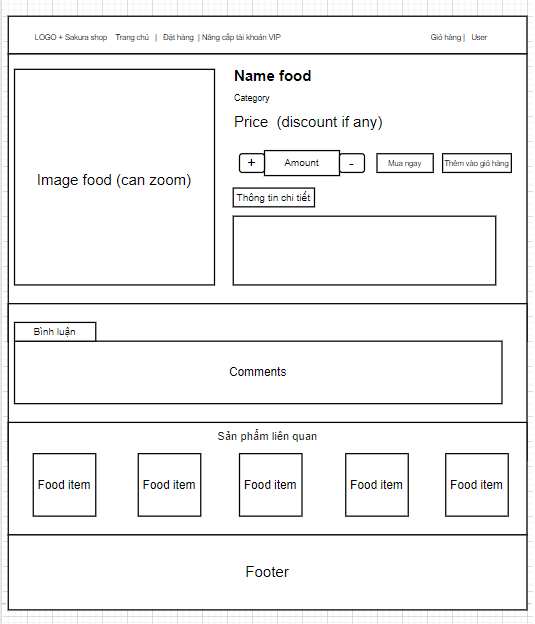 LOGO + Sakura shop Trang chủ | Đặt hàng | Nâng cấp tài khoản VIP Giỏ hàng | User
Name food
Category
Price (discount if any)
Image food (can zoom)
+ Amount - Mua ngay Thêm vào giỏ hàng
Thông tin chi tiết
Bình luận
Comments
Sản phẩm liên quan
Food item Food item Food item Food item Food item
Footer